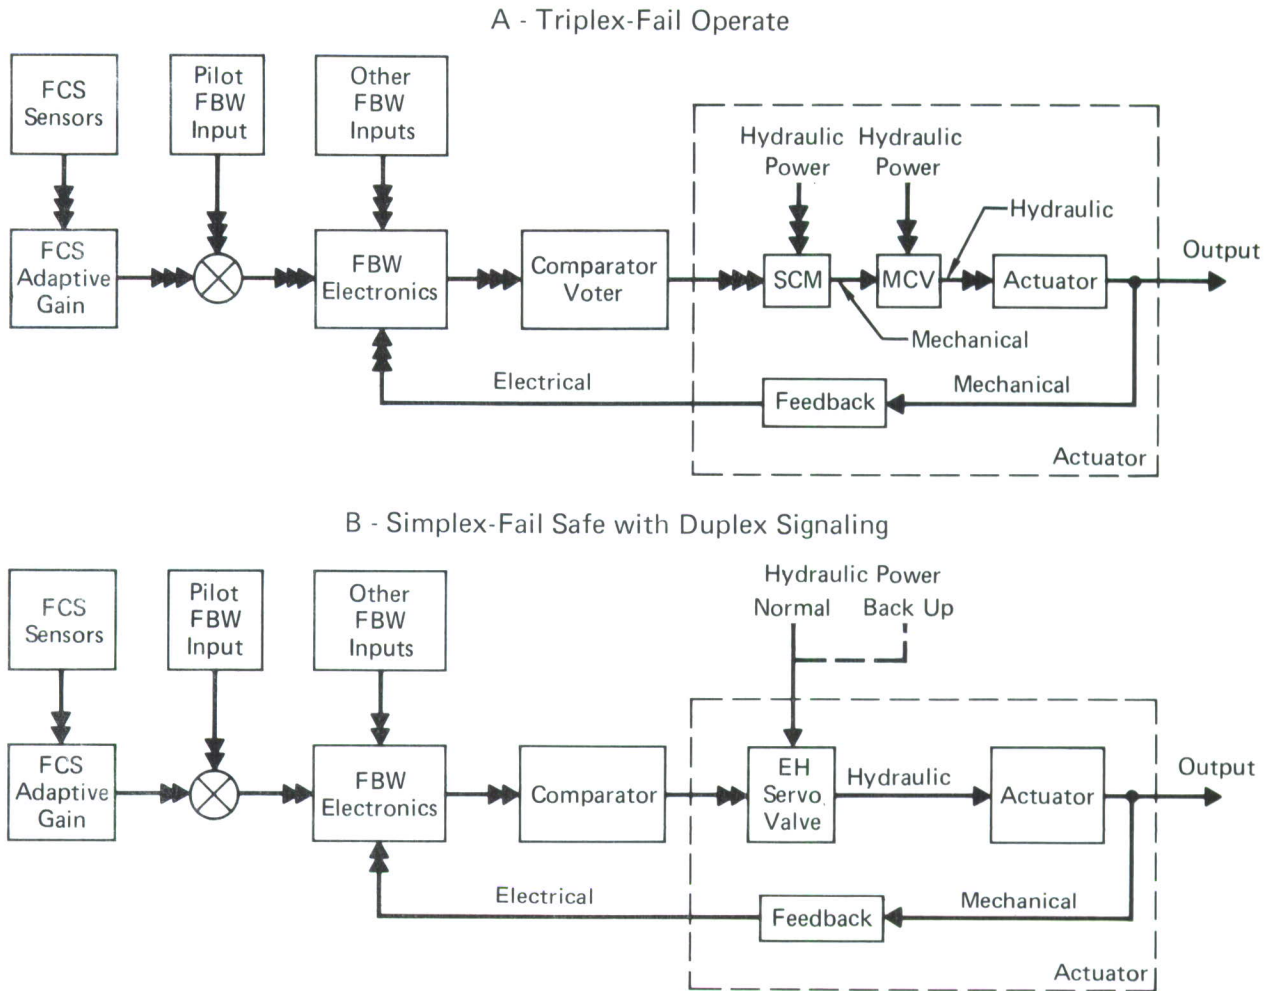 A - Triplex-Fail Operate
FCS
Sensors
Pilot
FBW
Input
Other
FBW
Inputs
Hydraulic
Power
Hydraulic
Power
Hydraulic
Output
FCS
Adaptive
Gain
FBW
Electronics
Comparator
Voter
SCM
MCV
Actuator
Mechanical
Electrical
Feedback
Mechanical
Actuator
B - Simplex-Fail Safe with Duplex Signaling
FCS
Sensors
Pilot
FBW
Input
Other
FBW
Inputs
Hydraulic Power
Normal Back Up
FCS
Adaptive
Gain
FBW
Electronics
Comparator
EH
Servo
Valve
Hydraulic
Actuator
Output
Electrical
Feedback
Mechanical
Actuator